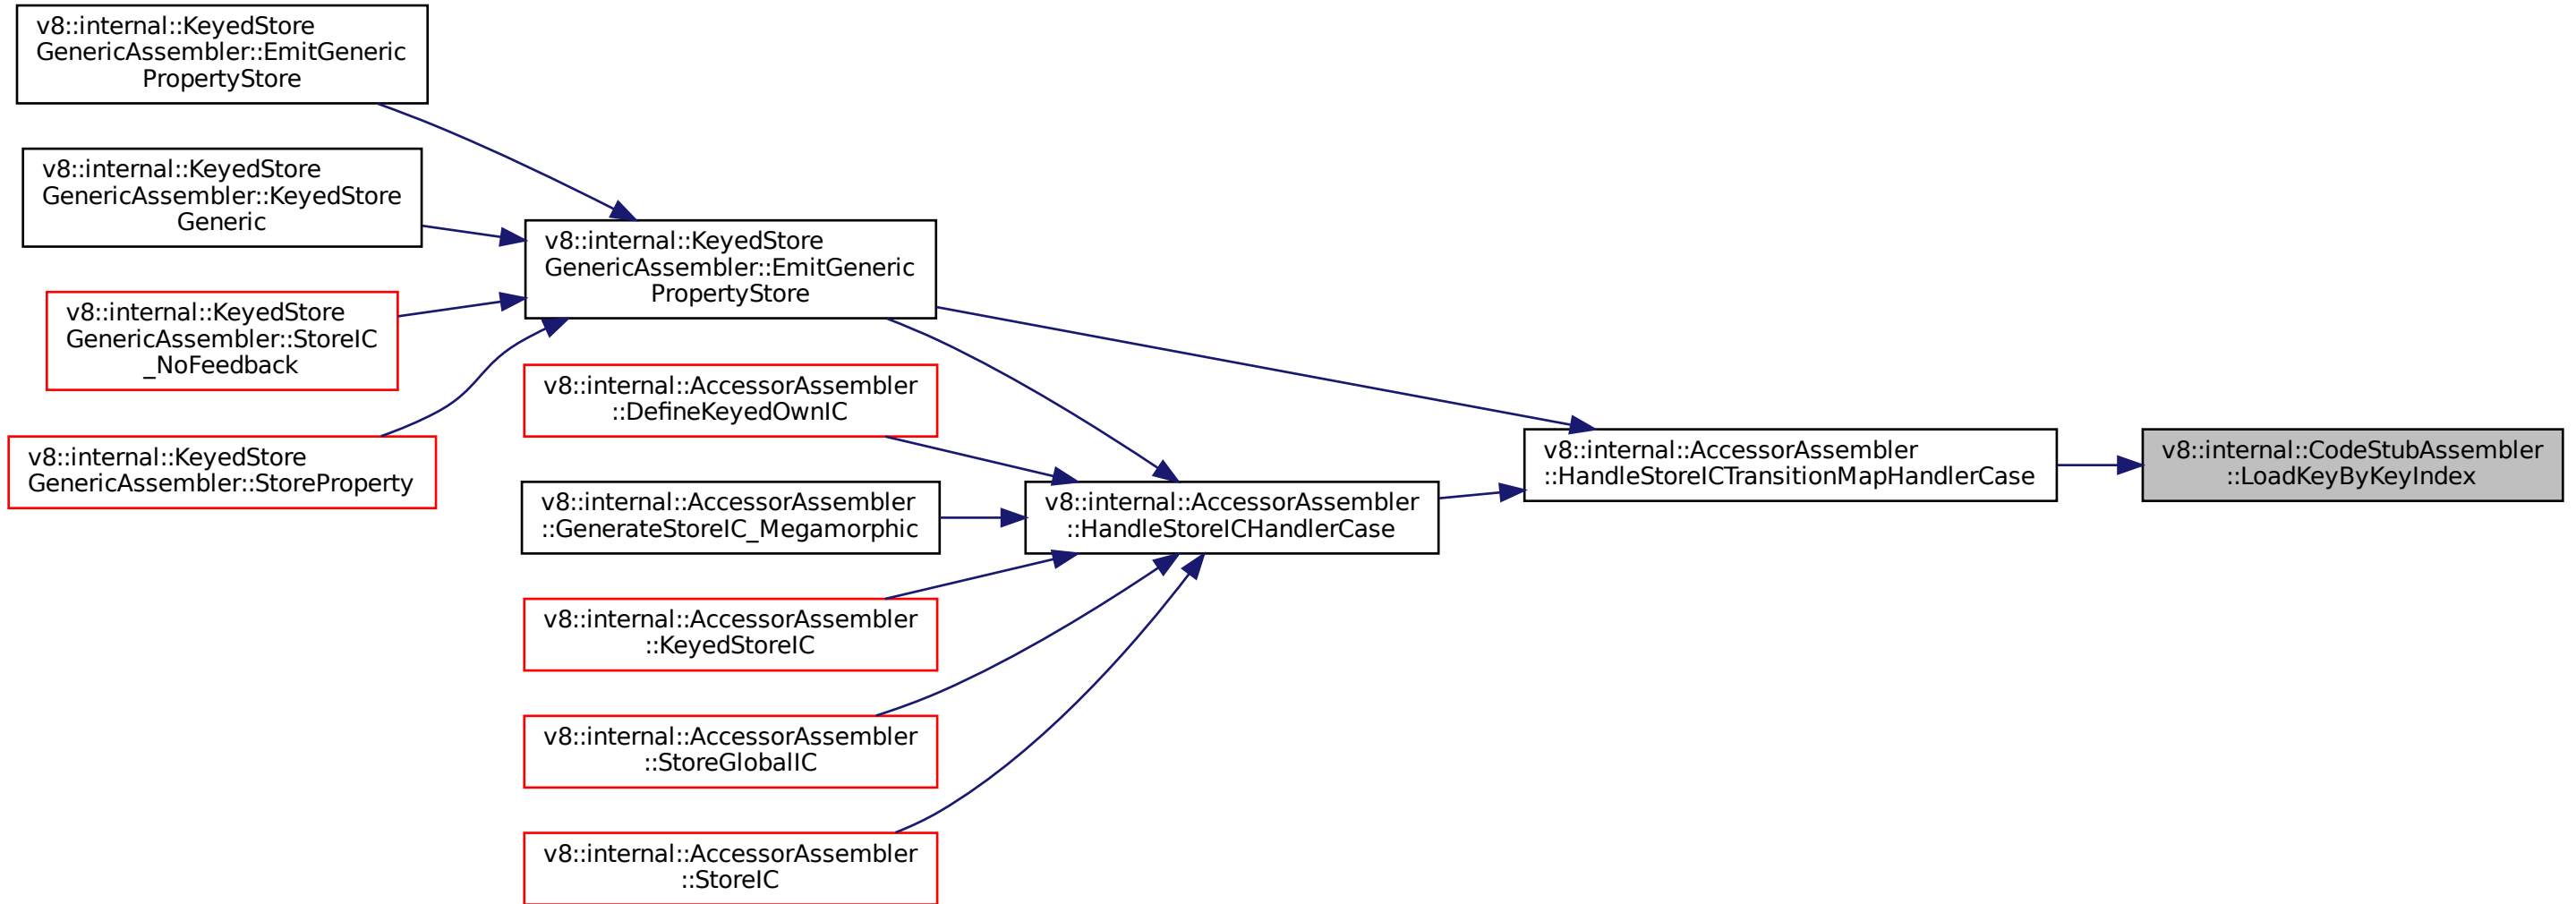 v8::internal::KeyedStore
GenericAssembler::EmitGeneric
PropertyStore
v8::internal::KeyedStore
GenericAssembler::KeyedStore
Generic
v8::internal::KeyedStore
GenericAssembler::StoreIC
_NoFeedback
v8::internal::KeyedStore
GenericAssembler::StoreProperty
v8::internal::KeyedStore
GenericAssembler::EmitGeneric
PropertyStore
v8::internal::AccessorAssembler
::DefineKeyedOwnIC
v8::internal::AccessorAssembler
::GenerateStoreIC_Megamorphic
v8::internal::AccessorAssembler
::KeyedStoreIC
v8::internal::AccessorAssembler
::StoreGlobalIC
v8::internal::AccessorAssembler
::StoreIC
v8::internal::AccessorAssembler
::HandleStoreICHandlerCase
v8::internal::AccessorAssembler
::HandleStoreICTransitionMapHandlerCase
v8::internal::CodeStubAssembler
::LoadKeyByKeyIndex